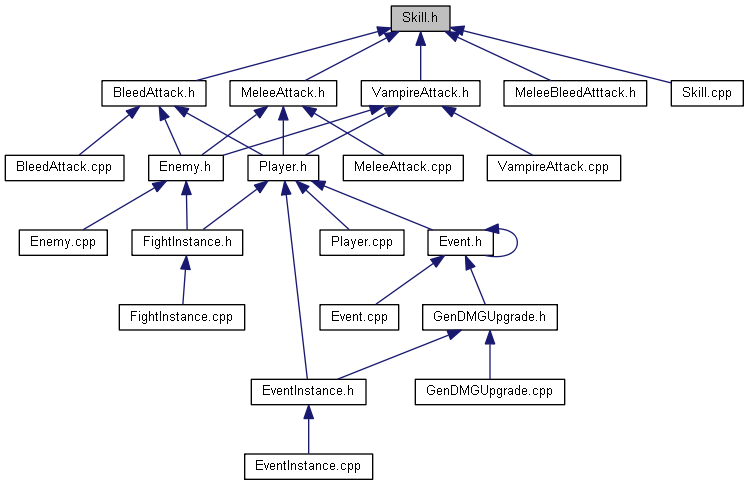 Skill.h
BleedAttack.h
MeleeAttack.h
VampireAttack.h
MeleeBleedAtttack.h
Skill.cpp
BleedAttack.cpp
Enemy.h
Player.h
MeleeAttack.cpp
VampireAttack.cpp
Enemy.cpp
FightInstance.h
Player.cpp
Event.h
FightInstance.cpp
Event.cpp
GenDMGUpgrade.h
EventInstance.h
GenDMGUpgrade.cpp
EventInstance.cpp